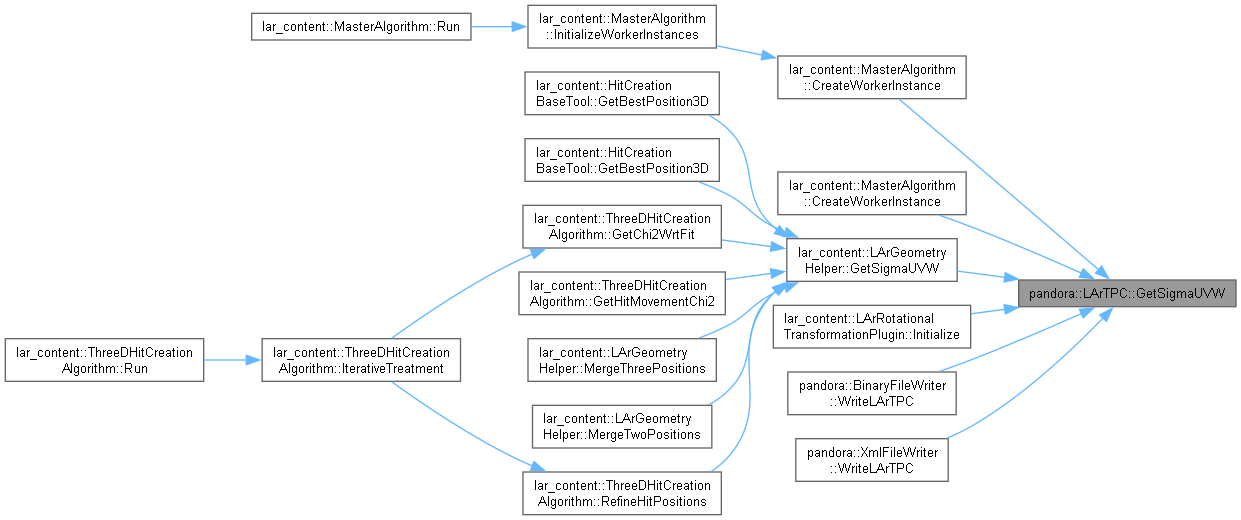 lar_content::MasterAlgorithm::Run
lar_content::MasterAlgorithm
::InitializeWorkerInstances
lar_content::MasterAlgorithm
::CreateWorkerInstance
lar_content::HitCreation
BaseTool::GetBestPosition3D
lar_content::HitCreation
BaseTool::GetBestPosition3D
lar_content::MasterAlgorithm
::CreateWorkerInstance
lar_content::ThreeDHitCreation
Algorithm::GetChi2WrtFit
lar_content::LArGeometry
Helper::GetSigmaUVW
lar_content::ThreeDHitCreation
Algorithm::GetHitMovementChi2
pandora::LArTPC::GetSigmaUVW
lar_content::LArRotational
TransformationPlugin::Initialize
lar_content::ThreeDHitCreation
Algorithm::Run
lar_content::ThreeDHitCreation
Algorithm::IterativeTreatment
lar_content::LArGeometry
Helper::MergeThreePositions
pandora::BinaryFileWriter
::WriteLArTPC
lar_content::LArGeometry
Helper::MergeTwoPositions
pandora::XmlFileWriter
::WriteLArTPC
lar_content::ThreeDHitCreation
Algorithm::RefineHitPositions